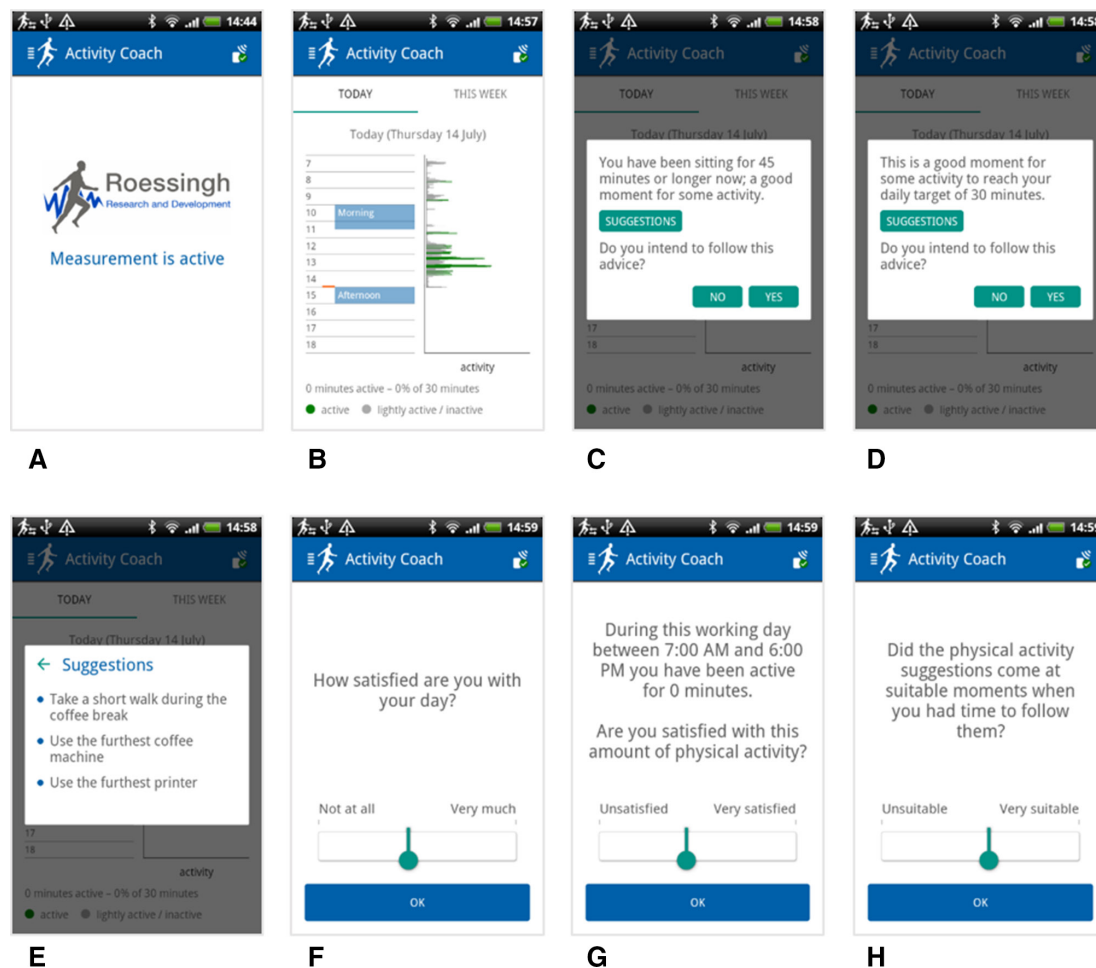 14:44
Activity Coach
Roessingh
Research and Development
Measurement is active
A
14:57
Activity Coach
TODAY THIS WEEK
Today (Thursday 14 July)
7
8
9
10 Morning
11
12
13
14
15 Afternoon
16
17
18
activity
0 minutes active – 0% of 30 minutes
active lightly active / inactive
B
14:58
Activity Coach
TODAY THIS WEEK
Today (Thursday 14 July)
You have been sitting for 45
minutes or longer now; a good
moment for some activity.
SUGGESTIONS
Do you intend to follow this
advice?
NO YES
17
18
activity
0 minutes active – 0% of 30 minutes
active lightly active / inactive
C
14:58
Activity Coach
TODAY THIS WEEK
Today (Thursday 14 July)
This is a good moment for
some activity to reach your
daily target of 30 minutes.
SUGGESTIONS
Do you intend to follow this
advice?
NO YES
17
18
activity
0 minutes active – 0% of 30 minutes
active lightly active / inactive
D
14:58
Activity Coach
TODAY THIS WEEK
Today (Thursday 14 July)
Suggestions
Take a short walk during the
coffee break
Use the furthest coffee
machine
Use the furthest printer
17
18
activity
0 minutes active – 0% of 30 minutes
active lightly active / inactive
E
14:59
Activity Coach
How satisfied are you with
your day?
Not at all Very much
OK
F
14:59
Activity Coach
During this working day
between 7:00 AM and 6:00
PM you have been active
for 0 minutes.
Are you satisfied with this
amount of physical activity?
Unsatisfied Very satisfied
OK
G
14:59
Activity Coach
Did the physical activity
suggestions come at
suitable moments when
you had time to follow
them?
Unsuitable Very suitable
OK
H